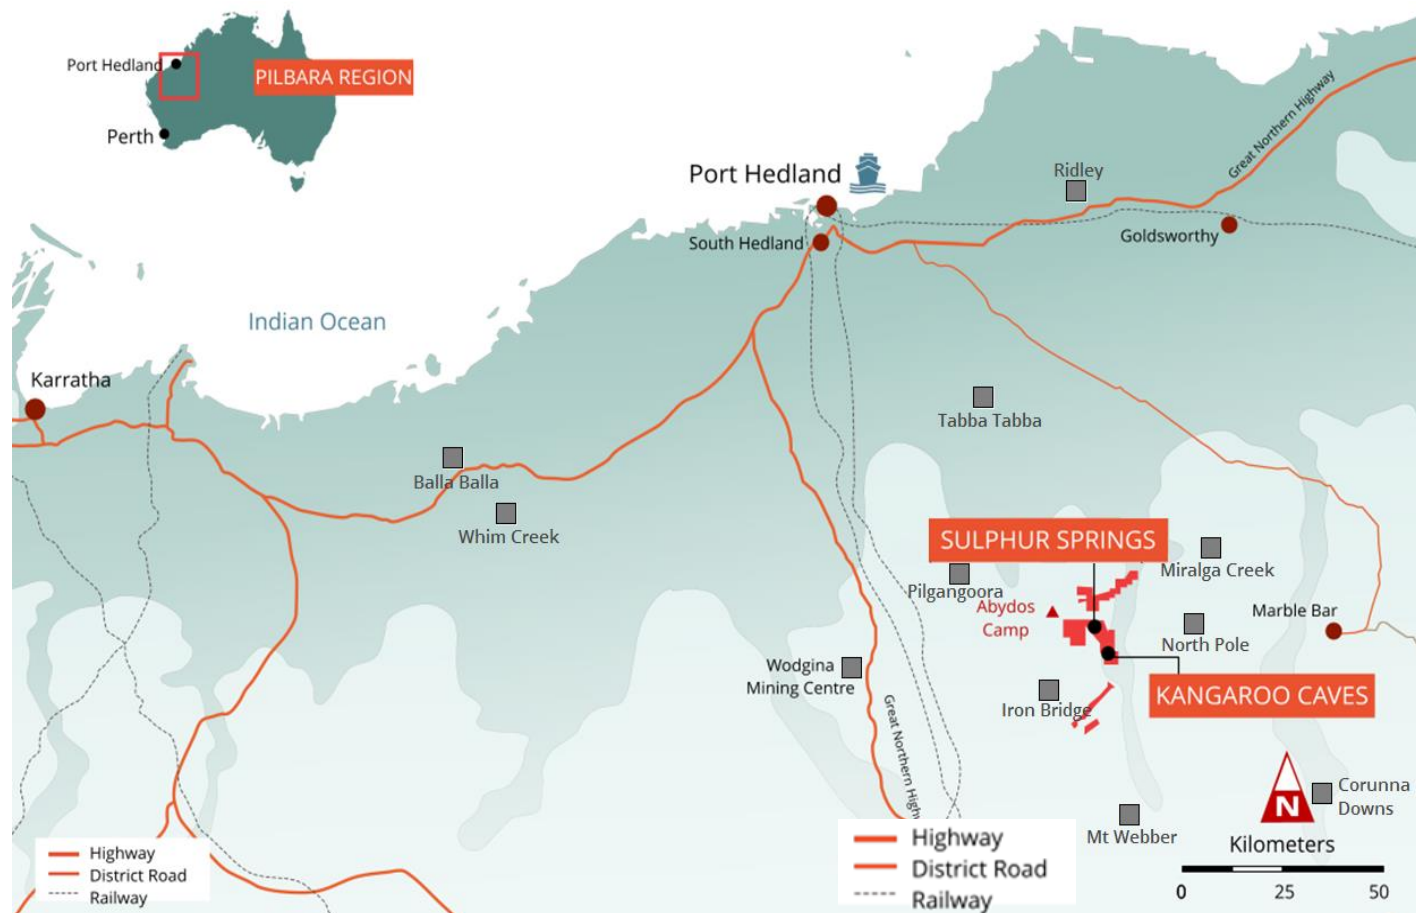 Port Hedland
PILBARA REGION
Perth
Port Hedland
Ridley
Great Northern Highway
South Hedland
Goldsworthy
Indian Ocean
Karratha
Tabba Tabba
Balla Balla
Whim Creek
SULPHUR SPRINGS
Miralga Creek
Pilgangoora
Abydos
Camp
Marble Bar
North Pole
Wodgina
Mining Centre
KANGAROO CAVES
Iron Bridge
Great Northern High
N
Corunna
Downs
Mt Webber
Kilometers
0 25 50
Highway
District Road
Railway
Highway
District Road
Railway